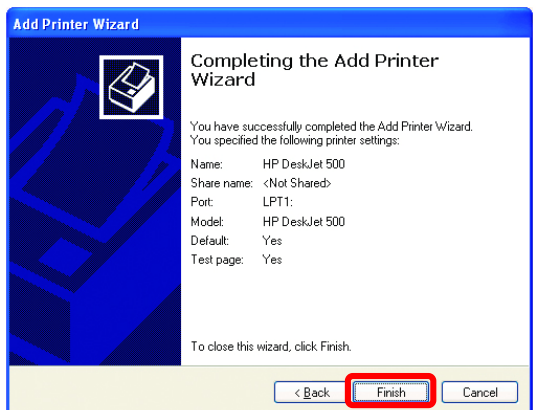 Add Printer Wizard
Completing the Add Printer
Wizard
You have successfully completed the Add Printer Wizard.
You specified the following printer settings:
Name: HP DeskJet 500
Share name: <Not Shared>
Port: LPT1:
Model: HP DeskJet 500
Default: Yes
Test page: Yes
To close this wizard, click Finish.
< Back Finish Cancel